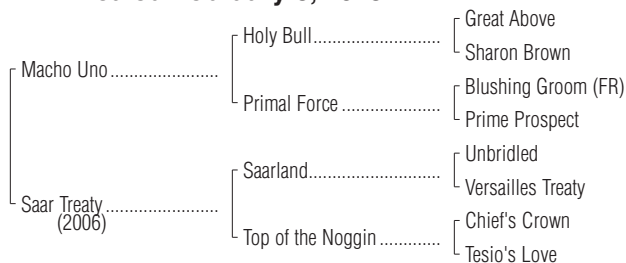 Great Above
Holy Bull
Sharon Brown
Macho Uno
Blushing Groom (FR)
Primal Force
Prime Prospect
Unbridled
Saarland
Versailles Treaty
Saar Treaty
(2006)
Chief's Crown
Top of the Noggin
Tesio's Love